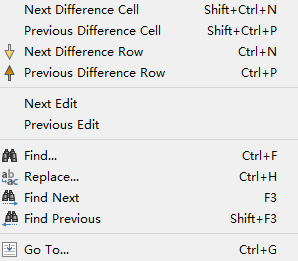 Next Difference Cell Shift+Ctrl+N
Previous Difference Cell Shift+Ctrl+P
Next Difference Row Ctrl+N
Previous Difference Row Ctrl+P
Next Edit
Previous Edit
Find... Ctrl+F
Replace... Ctrl+H
Find Next F3
Find Previous Shift+F3
Go To... Ctrl+G